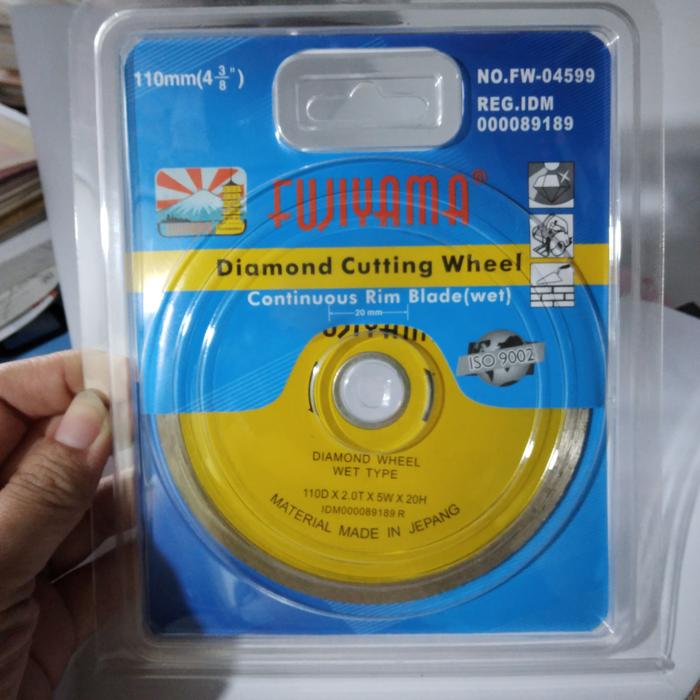 110mm(4 3/8")
NO.FW-04599
REG.IDM
000089189
FUJIYAMA®
Diamond Cutting Wheel
Continuous Rim Blade(wet)
20 mm
ISO 9002
DIAMOND WHEEL
WET TYPE
110D X 2.0T X 5W X 20H
IDM000089189 R
MATERIAL MADE IN JEPANG